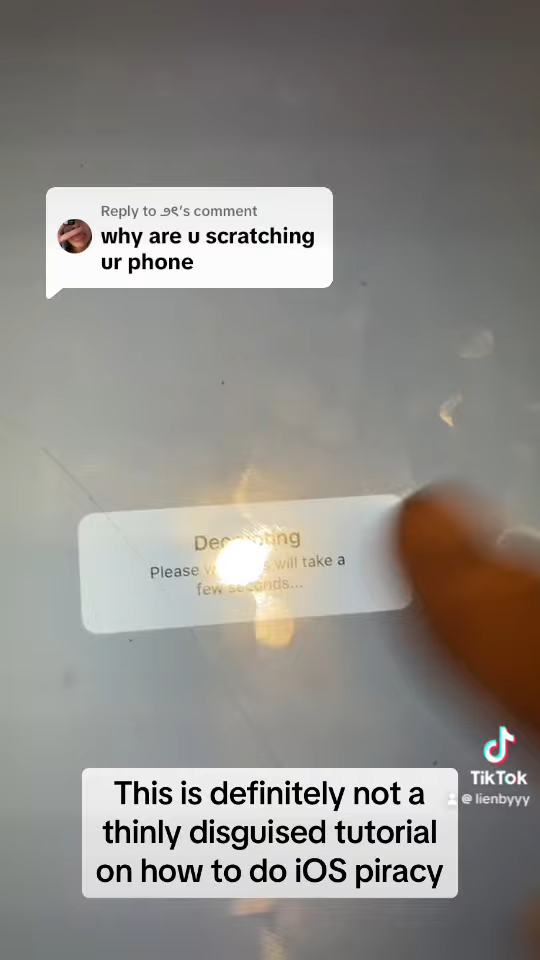 Reply to ୬୧'s comment
why are u scratching
ur phone
Please will take a
few seconds...
This is definitely not a
thinly disguised tutorial
on how to do iOS piracy
TikTok
@ lienbyyy